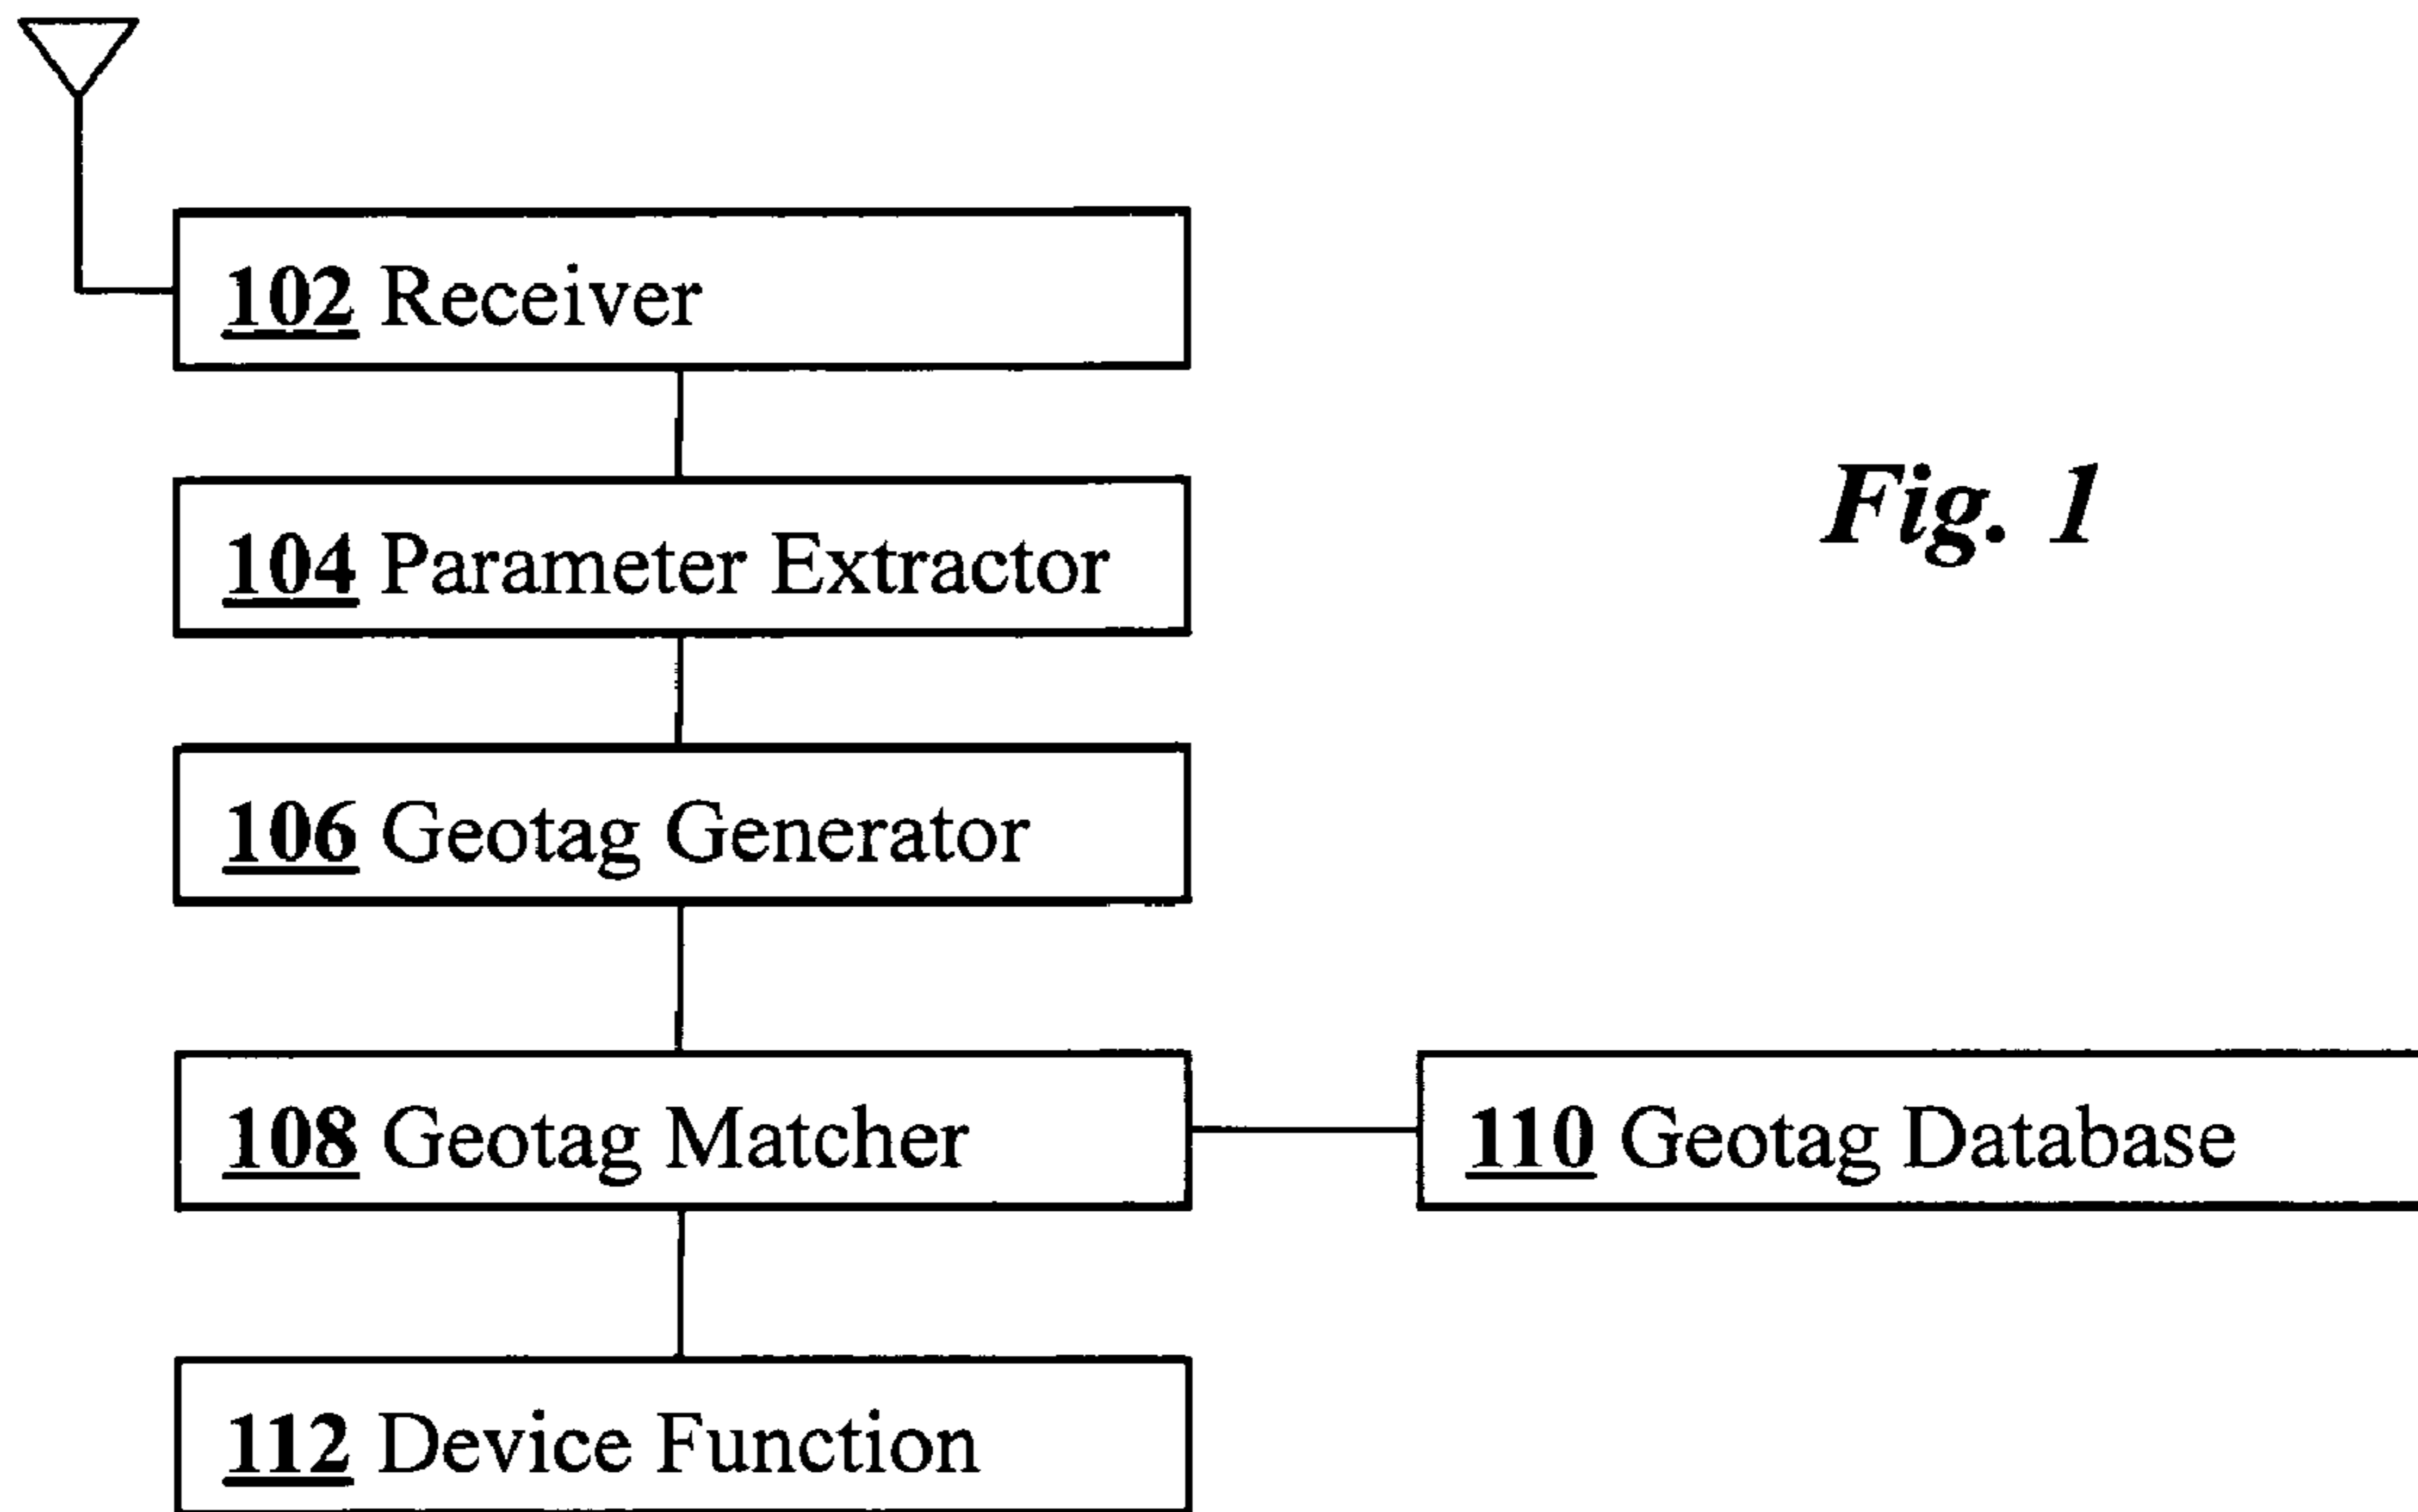 102 Receiver
104 Parameter Extractor
Fig. 1
106 Geotag Generator
108 Geotag Matcher
110 Geotag Database
112 Device Function